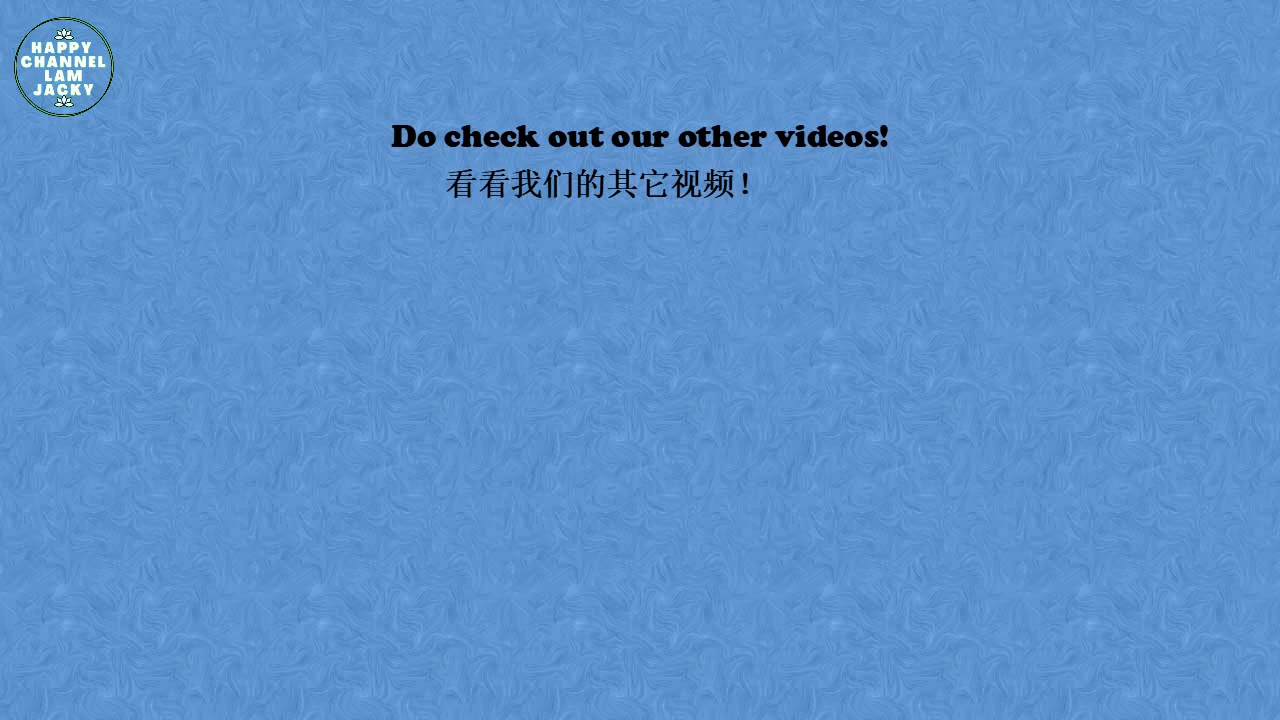 HAPPY
CHANNEL
LAM
JACKY
Do check out our other videos!
看看我们的其它视频！